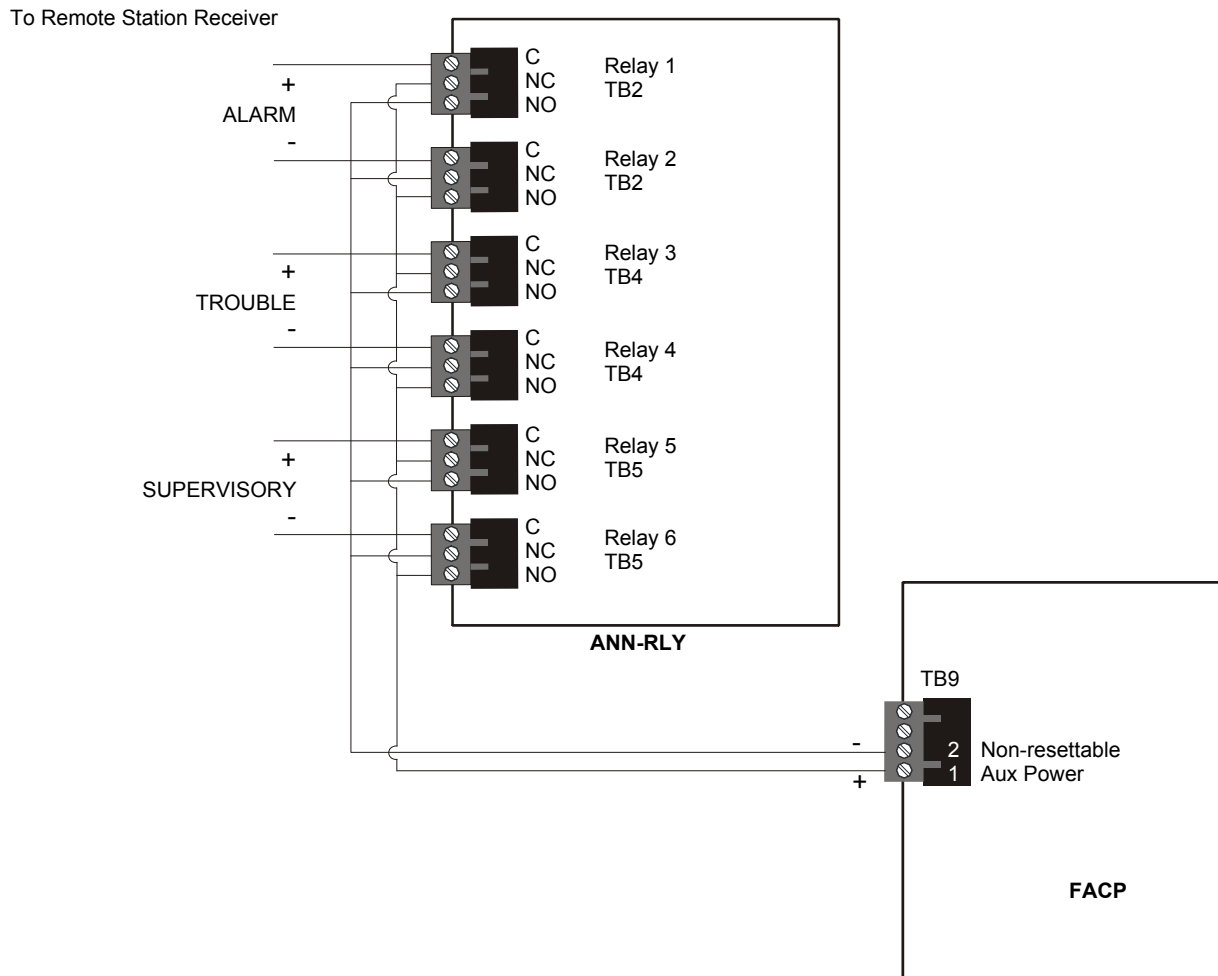 To Remote Station Receiver
+
ALARM
-
C
NC
NO
Relay 1
TB2
C
NC
NO
Relay 2
TB2
+
TROUBLE
-
C
NC
NO
Relay 3
TB4
C
NC
NO
Relay 4
TB4
+
SUPERVISORY
-
C
NC
NO
Relay 5
TB5
C
NC
NO
Relay 6
TB5
ANN-RLY
TB9
-
2 Non-resettable
+
1 Aux Power
FACP